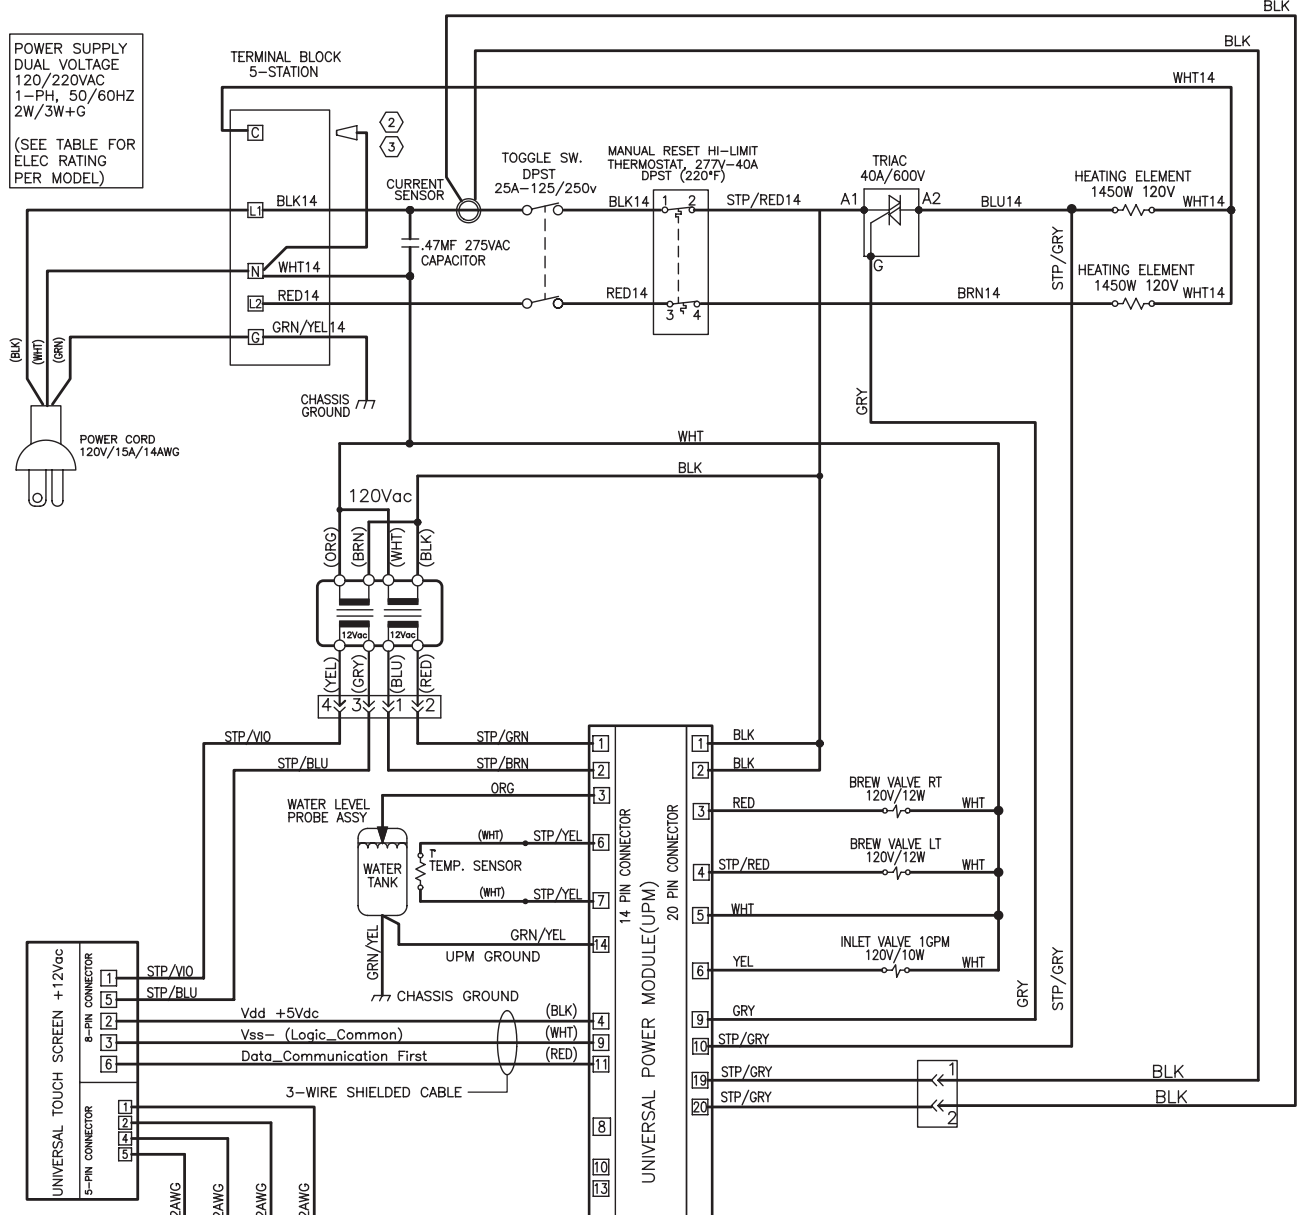 BLK
BLK
POWER SUPPLY
DUAL VOLTAGE
120/220VAC
1-PH, 50/60HZ
2W/3W+G
(SEE TABLE FOR
ELEC RATING
PER MODEL)
TERMINAL BLOCK
5-STATION
WHT14
C
2
3
CURRENT
SENSOR
TOGGLE SW.
DPST
25A-125/250v
MANUAL RESET HI-LIMIT
THERMOSTAT, 277V-40A
DPST (220°F)
TRIAC
40A/600V
HEATING ELEMENT
1450W 120V
L1
BLK14
BLK14
1
2
STP/RED14
A1
A2
BLU14
WHT14
.47MF 275VAC
CAPACITOR
G
STP/GRY
N
WHT14
HEATING ELEMENT
1450W 120V
L2
RED14
RED14
3
4
BRN14
WHT14
G
GRN/YEL14
(BLK)
(WHT)
(GRN)
CHASSIS
GROUND
GRY
POWER CORD
120V/15A/14AWG
WHT
BLK
120Vac
(ORG)
(BRN)
(WHT)
(BLK)
12Vac
12Vac
(YEL)
(GRY)
(BLU)
(RED)
4
3
1
2
STP/VIO
STP/GRN
1
1
BLK
STP/BLU
STP/BRN
2
2
BLK
ORG
3
WATER LEVEL
PROBE ASSY
BREW VALVE RT
120V/12W
3
RED
WHT
WATER
TANK
(WHT)
STP/YEL
6
T
TEMP. SENSOR
BREW VALVE LT
120V/12W
4
STP/RED
WHT
(WHT)
STP/YEL
7
14 PIN CONNECTOR
20 PIN CONNECTOR
UNIVERSAL POWER MODULE(UPM)
5
WHT
GRN/YEL
14
UPM GROUND
GRN/YEL
CHASSIS GROUND
INLET VALVE 1GPM
120V/10W
6
YEL
WHT
GRY
STP/GRY
UNIVERSAL TOUCH SCREEN +12Vac
8-PIN CONNECTOR
1
STP/VIO
5
STP/BLU
2
Vdd +5Vdc
(BLK)
4
3
Vss- (Logic_Common)
(WHT)
9
6
Data_Communication First
(RED)
11
3-WIRE SHIELDED CABLE
9
GRY
10
STP/GRY
19
STP/GRY
1
BLK
20
STP/GRY
2
BLK
5-PIN CONNECTOR
1
2
4
5
8
10
13
2AWG
2AWG
2AWG
2AWG